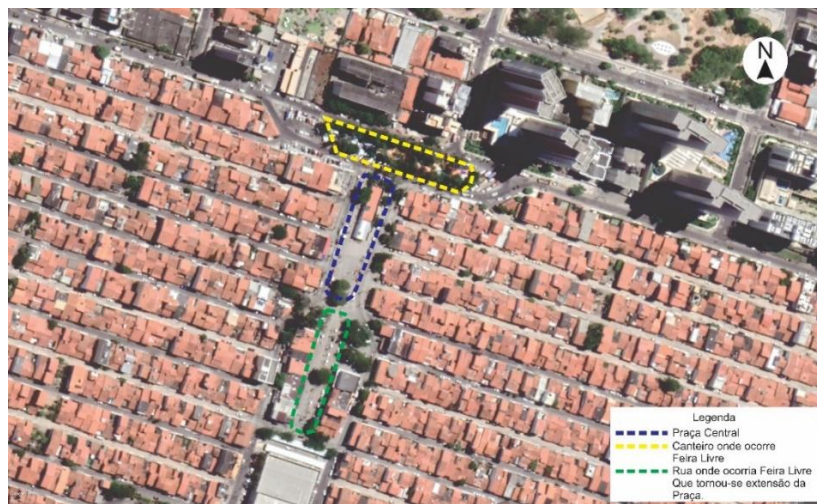 N
Legenda
Praça Central
Canteiro onde ocorre
Feira Livre
Rua onde ocorria Feira Livre
Que tornou-se extensão da
Praça.